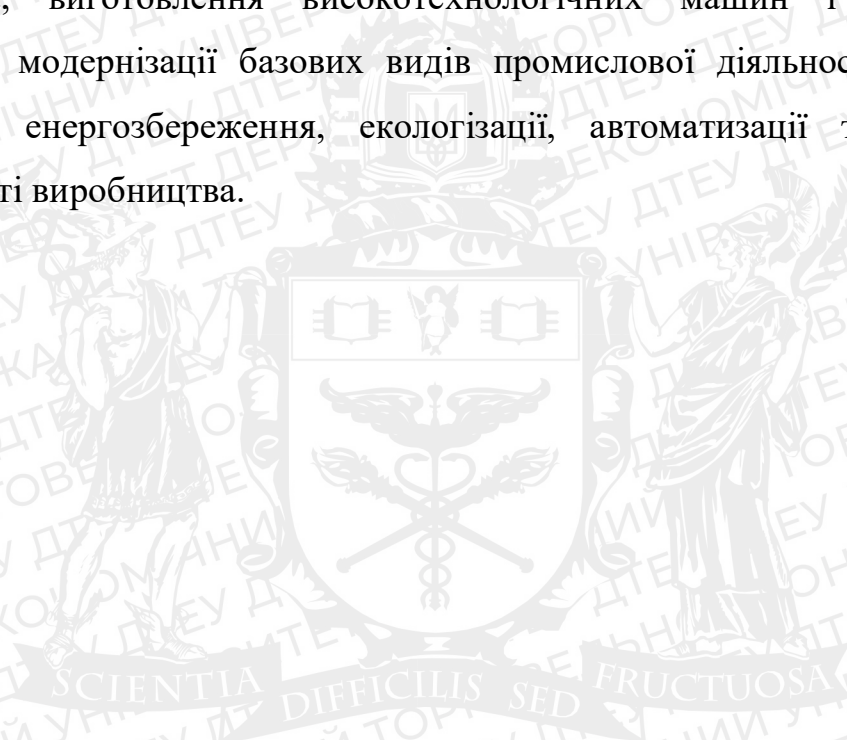 виготовлення високотехнологічних машин і
модернізації базових видів промислової діяльнос
енергозбереження, екологізації, автоматизації т
ті виробництва.
SCIENTIA DIFFICILIS SED FRUCTUOSA